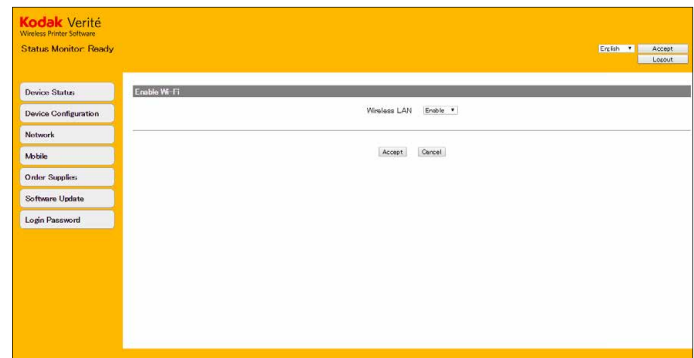 Kodak Verité
Wireless Printer Software
Status Monitor: Ready
English
Accept
Logout
Device Status
Enable Wi-Fi
Device Configuration
Wireless LAN Enable
Network
Mobile
Accept Cancel
Order Supplies
Software Update
Login Password